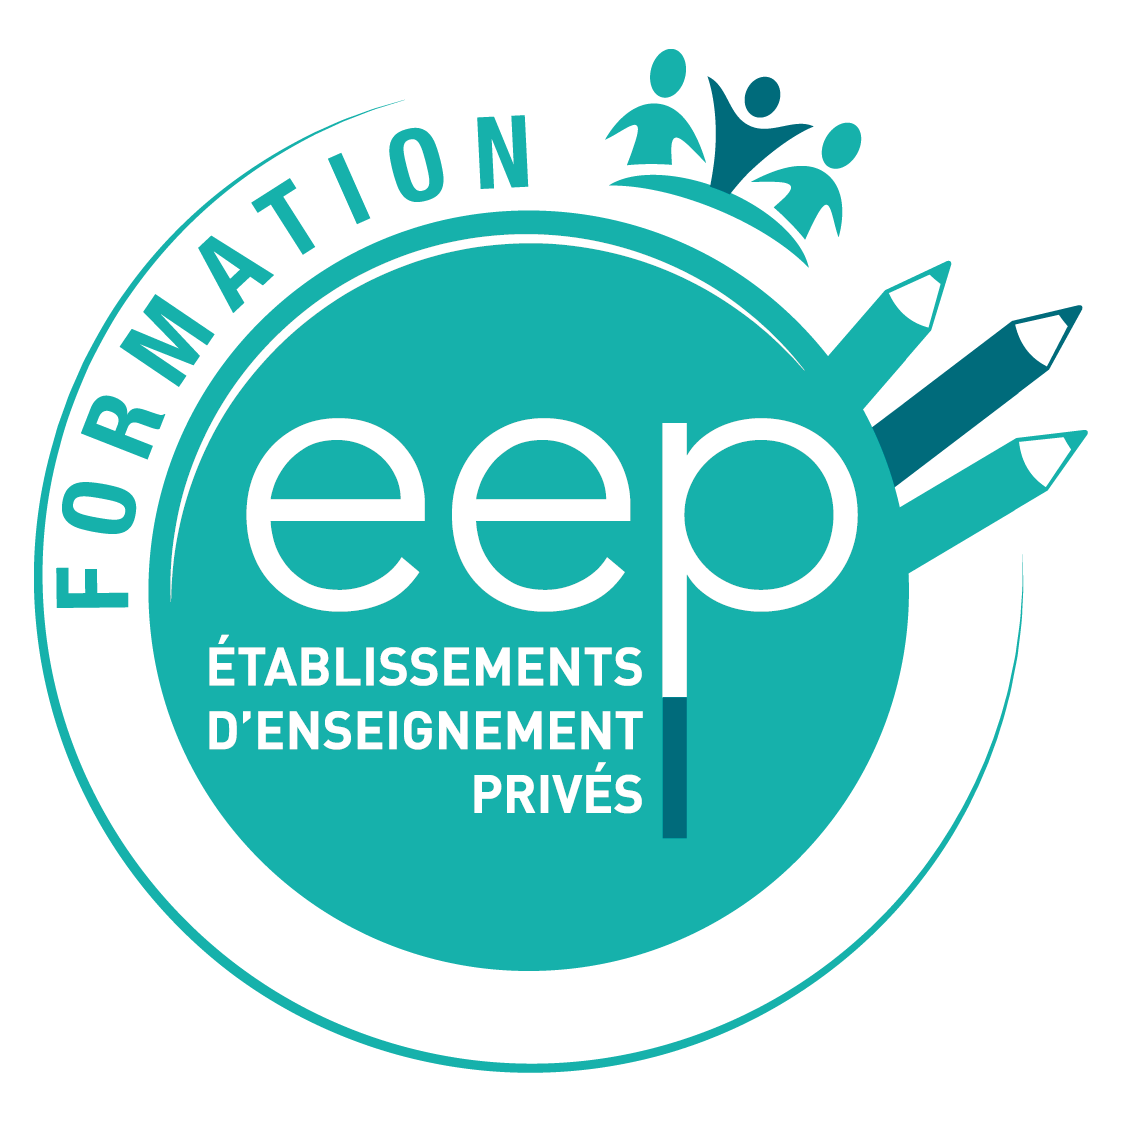 FORMATION
eep
ÉTABLISSEMENTS
D'ENSEIGNEMENT
PRIVÉS